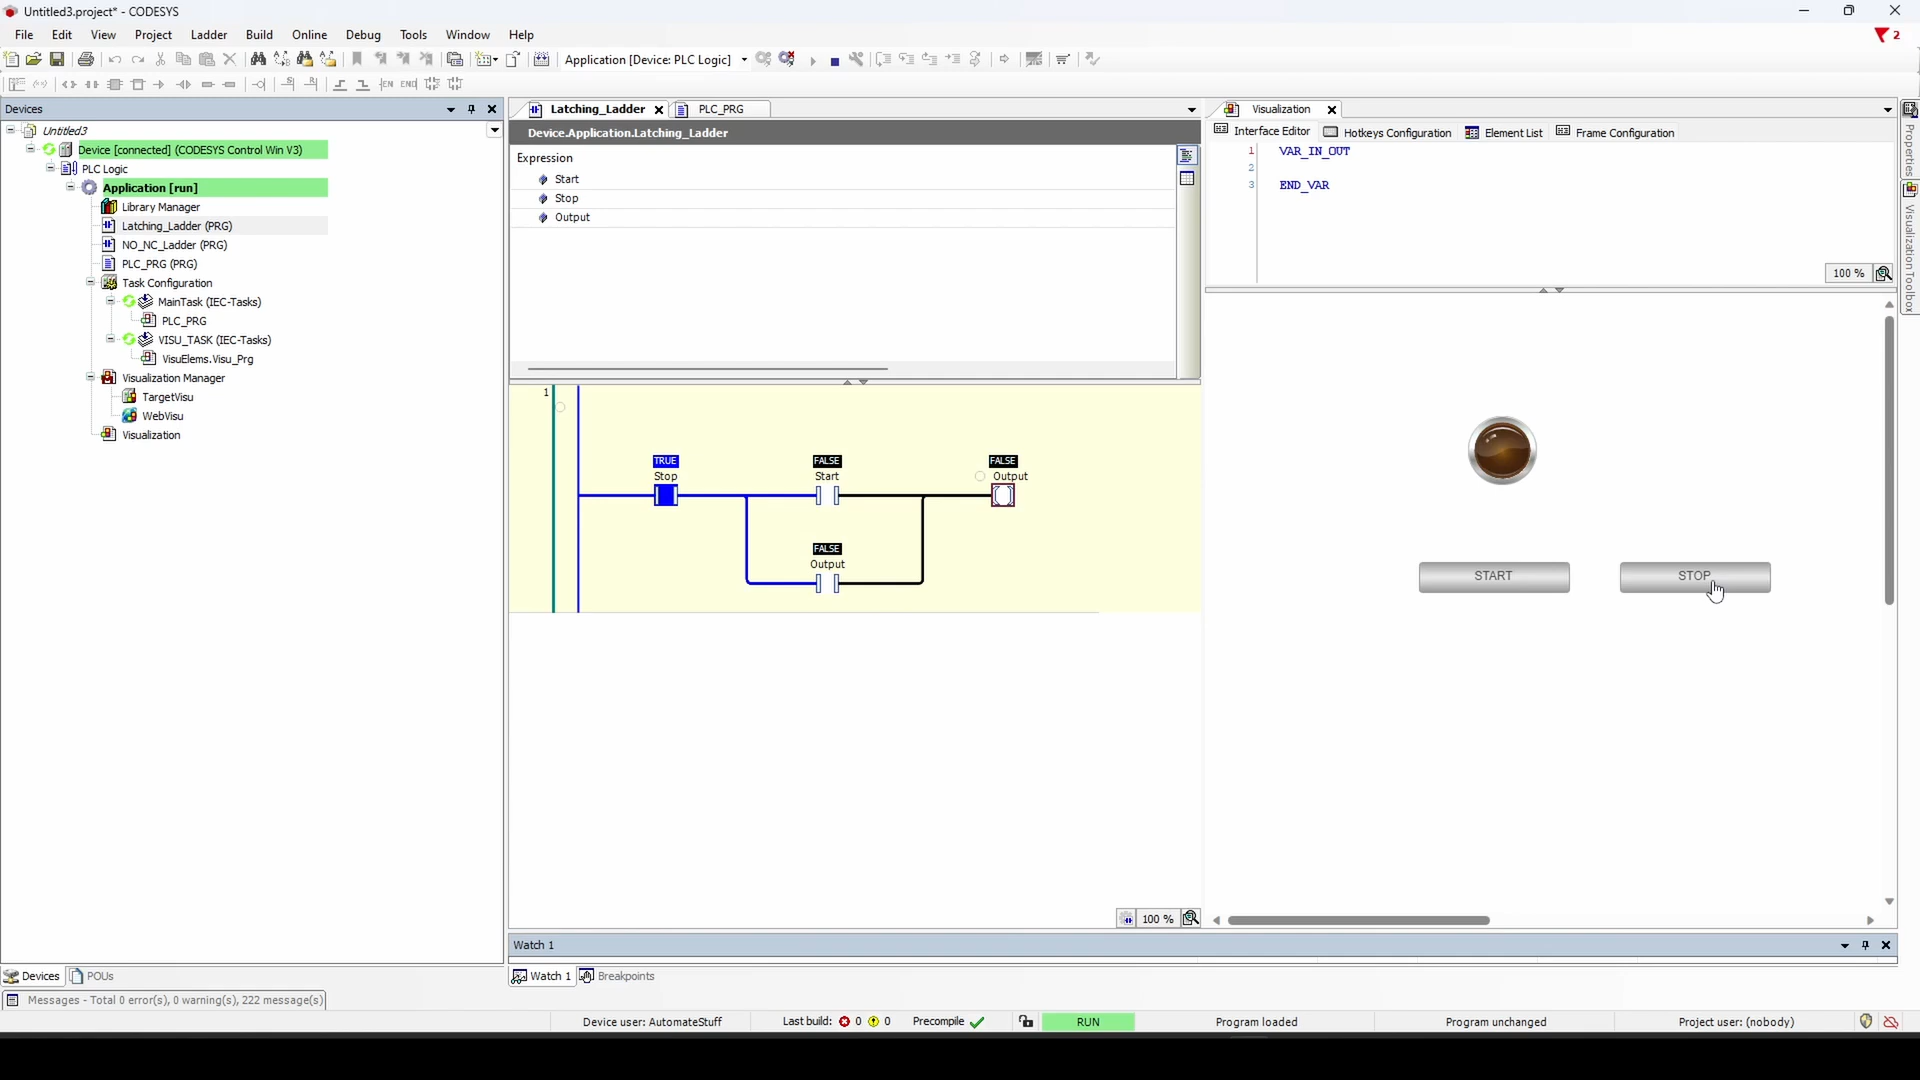 Untitled3.project* - CODESYS
File Edit View Project Ladder Build Online Debug Tools Window Help
2
Application [Device: PLC Logic]
Devices
Untitled3
Device [connected] (CODESYS Control Win V3)
PLC Logic
Application [run]
Library Manager
Latching_Ladder (PRG)
NO_NC_Ladder (PRG)
PLC_PRG (PRG)
Task Configuration
MainTask (IEC-Tasks)
PLC_PRG
VISU_TASK (IEC-Tasks)
VisuElems.Visu_Prg
Visualization Manager
TargetVisu
WebVisu
Visualization
Devices POUs
Messages - Total 0 error(s), 0 warning(s), 222 message(s)
Latching_Ladder PLC_PRG
Device.Application.Latching_Ladder
Expression
Start
Stop
Output
1
TRUE FALSE FALSE
Stop Start Output
FALSE
Output
100 %
Visualization
Interface Editor Hotkeys Configuration Element List Frame Configuration
1 VAR_IN_OUT
2
3 END_VAR
100 %
START STOP
Properties
Visualization Toolbox
Watch 1
Watch 1 Breakpoints
Device user: AutomateStuff Last build: 0 0 Precompile RUN Program loaded Program unchanged Project user: (nobody)